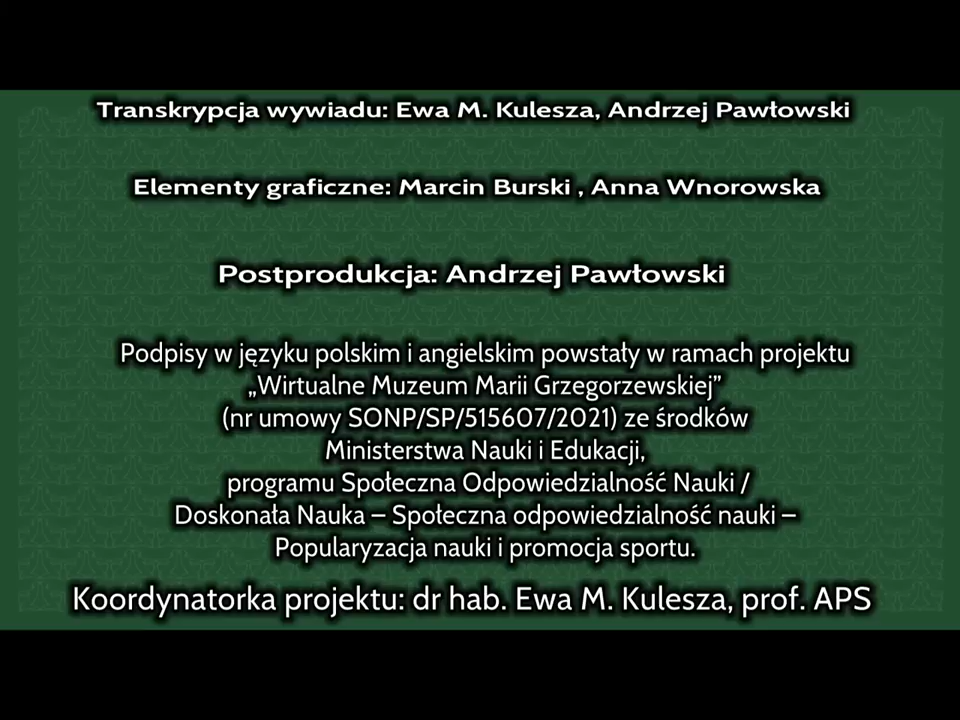 Transkrypcja wywiadu: Ewa M. Kulesza, Andrzej Pawłowski
Elementy graficzne: Marcin Burski , Anna Wnorowska
Postprodukcja: Andrzej Pawłowski
Podpisy w języku polskim i angielskim powstały w ramach projektu
„Wirtualne Muzeum Marii Grzegorzewskiej”
(nr umowy SONP/SP/515607/2021) ze środków
Ministerstwa Nauki i Edukacji,
programu Społeczna Odpowiedzialność Nauki /
Doskonała Nauka – Społeczna odpowiedzialność nauki –
Popularyzacja nauki i promocja sportu.
Koordynatorka projektu: dr hab. Ewa M. Kulesza, prof. APS